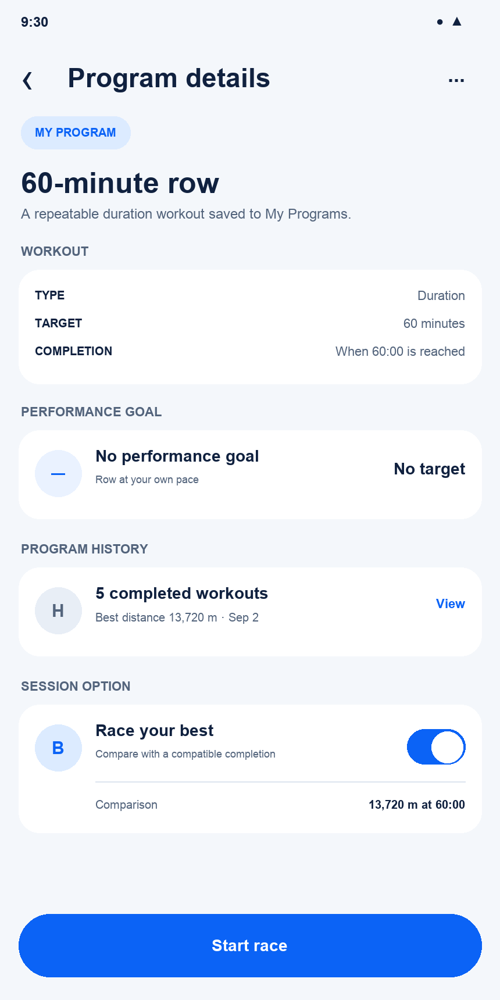 9:30
Program details
...
MY PROGRAM
60-minute row
A repeatable duration workout saved to My Programs.
WORKOUT
TYPE Duration
TARGET 60 minutes
COMPLETION When 60:00 is reached
PERFORMANCE GOAL
No performance goal
Row at your own pace
No target
PROGRAM HISTORY
H
5 completed workouts
Best distance 13,720 m · Sep 2
View
SESSION OPTION
B
Race your best
Compare with a compatible completion
Comparison 13,720 m at 60:00
Start race